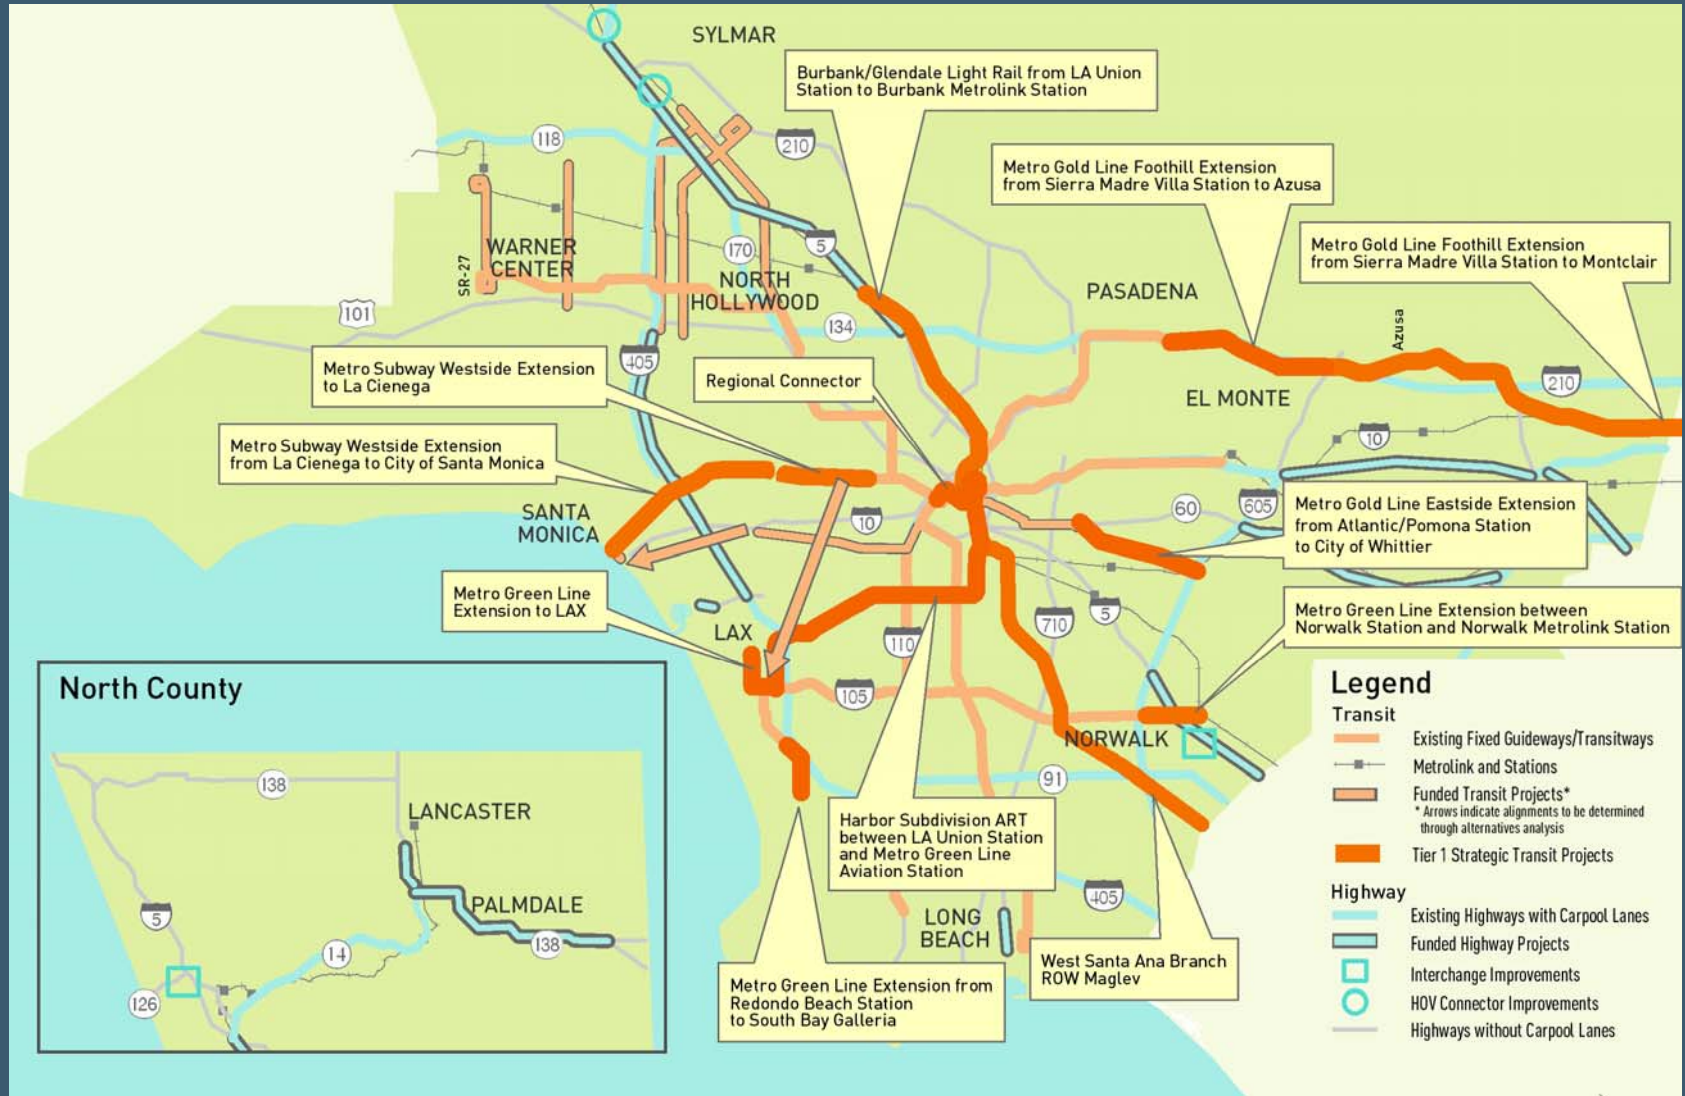 SYLMAR
Burbank/Glendale Light Rail from LA Union
Station to Burbank Metrolink Station
118
210
Metro Gold Line Foothill Extension
from Sierra Madre Villa Station to Azusa
Metro Gold Line Foothill Extension
from Sierra Madre Villa Station to Montclair
WARNER
CENTER
SR-27
170
5
NORTH
HOLLYWOOD
PASADENA
101
134
Azusa
405
Metro Subway Westside Extension
to La Cienega
Regional Connector
210
EL MONTE
10
Metro Subway Westside Extension
from La Cienega to City of Santa Monica
SANTA
MONICA
10
60
605
Metro Gold Line Eastside Extension
from Atlantic/Pomona Station
to City of Whittier
Metro Green Line
Extension to LAX
LAX
110
710
5
Metro Green Line Extension between
Norwalk Station and Norwalk Metrolink Station
105
NORWALK
91
Harbor Subdivision ART
between LA Union Station
and Metro Green Line
Aviation Station
405
LONG
BEACH
West Santa Ana Branch
ROW Maglev
Metro Green Line Extension from
Redondo Beach Station
to South Bay Galleria
North County
138
LANCASTER
PALMDALE
5
138
14
126
Legend
Transit
Existing Fixed Guideways/Transitways
Metrolink and Stations
Funded Transit Projects*
* Arrows indicate alignments to be determined
through alternatives analysis
Tier 1 Strategic Transit Projects
Highway
Existing Highways with Carpool Lanes
Funded Highway Projects
Interchange Improvements
HOV Connector Improvements
Highways without Carpool Lanes